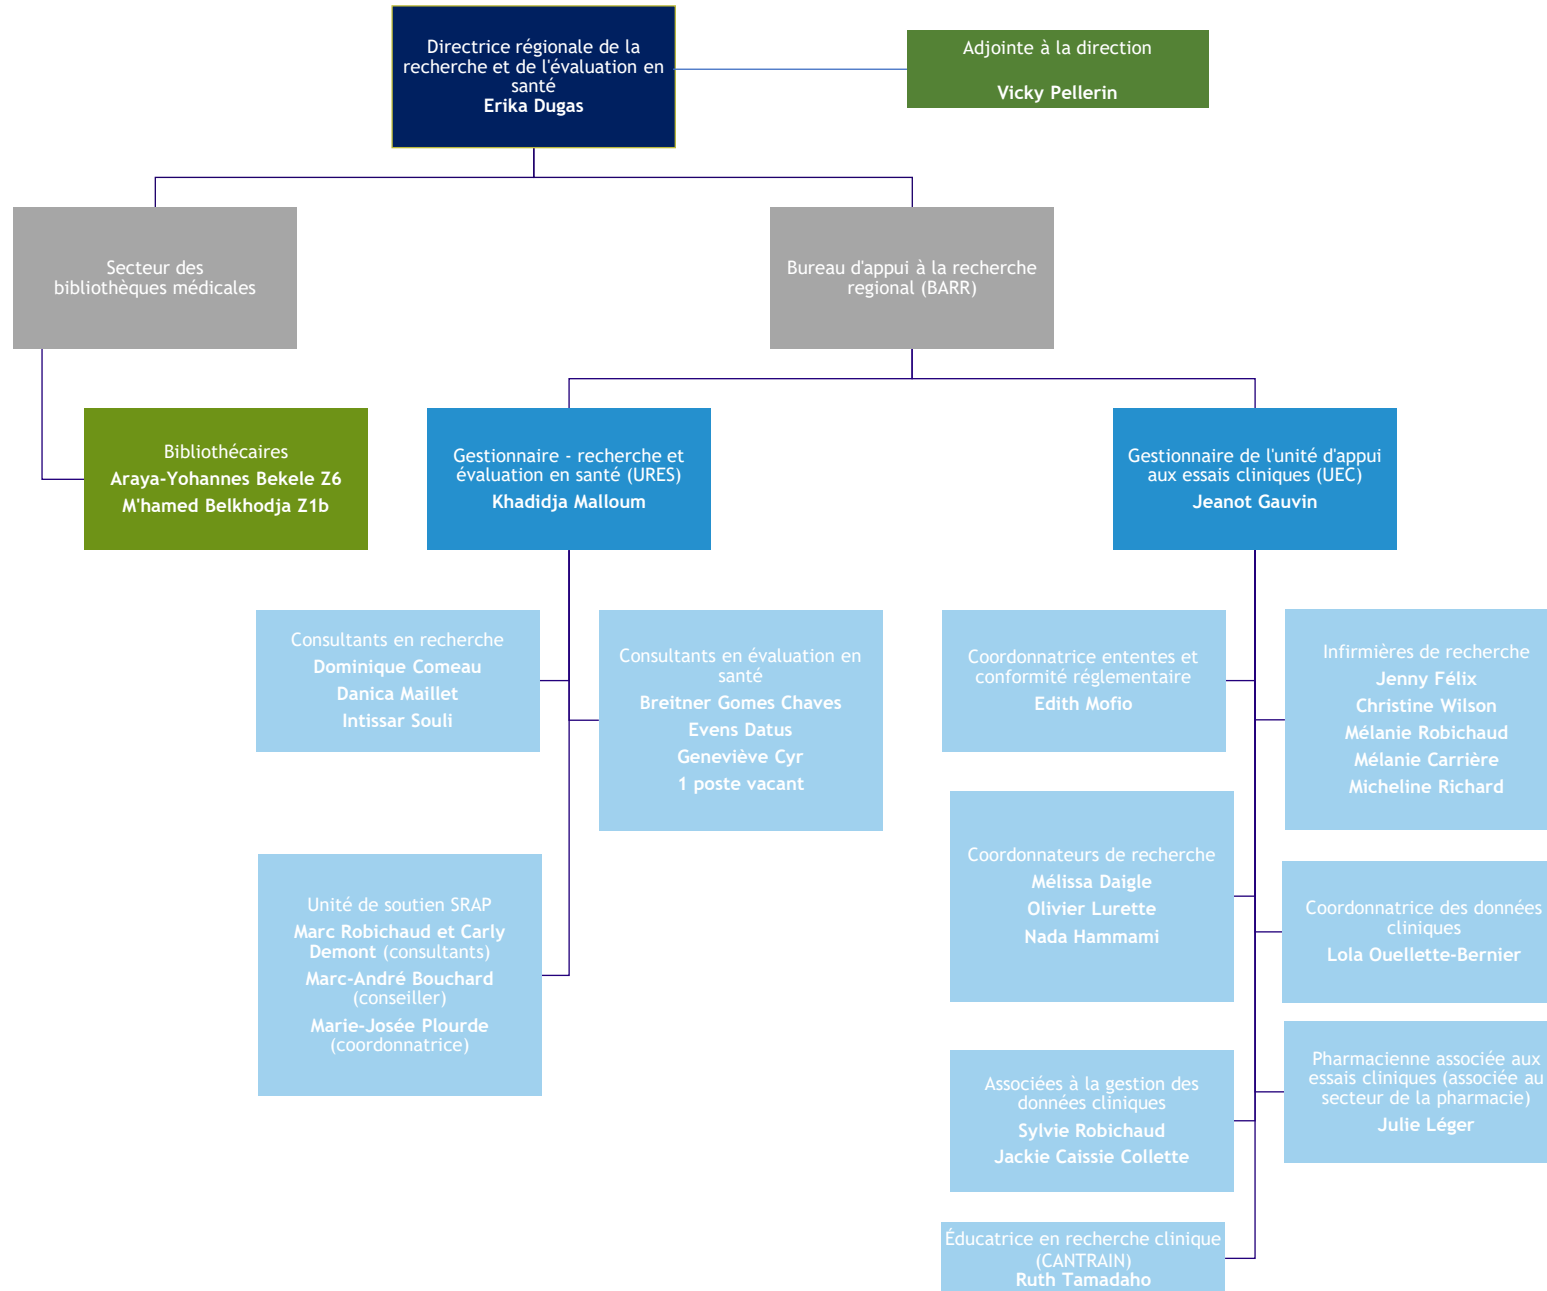 Directrice régionale de la
recherche et de l'évaluation en
santé
Erika Dugas
Adjointe à la direction
Vicky Pellerin
Secteur des
bibliothèques médicales
Bureau d'appui à la recherche
regional (BARR)
Bibliothécaires
Araya-Yohannes Bekele Z6
M'hamed Belkhodja Z1b
Gestionnaire - recherche et
évaluation en santé (URES)
Khadidja Malloum
Gestionnaire de l'unité d'appui
aux essais cliniques (UEC)
Jeanot Gauvin
Consultants en recherche
Dominique Comeau
Danica Maillet
Intissar Souli
Consultants en évaluation en
santé
Breitner Gomes Chaves
Evens Datus
Geneviève Cyr
1 poste vacant
Unité de soutien SRAP
Marc Robichaud et Carly
Demont (consultants)
Marc-André Bouchard
(conseiller)
Marie-Josée Plourde
(coordonnatrice)
Coordonnatrice ententes et
conformité réglementaire
Edith Mofio
Infirmières de recherche
Jenny Félix
Christine Wilson
Mélanie Robichaud
Mélanie Carrière
Micheline Richard
Coordonnateurs de recherche
Mélissa Daigle
Olivier Lurette
Nada Hammami
Coordonnatrice des données
cliniques
Lola Ouellette-Bernier
Associées à la gestion des
données cliniques
Sylvie Robichaud
Jackie Caissie Collette
Pharmacienne associée aux
essais cliniques (associée au
secteur de la pharmacie)
Julie Léger
Éducatrice en recherche clinique
(CANTRAIN)
Ruth Tamadaho